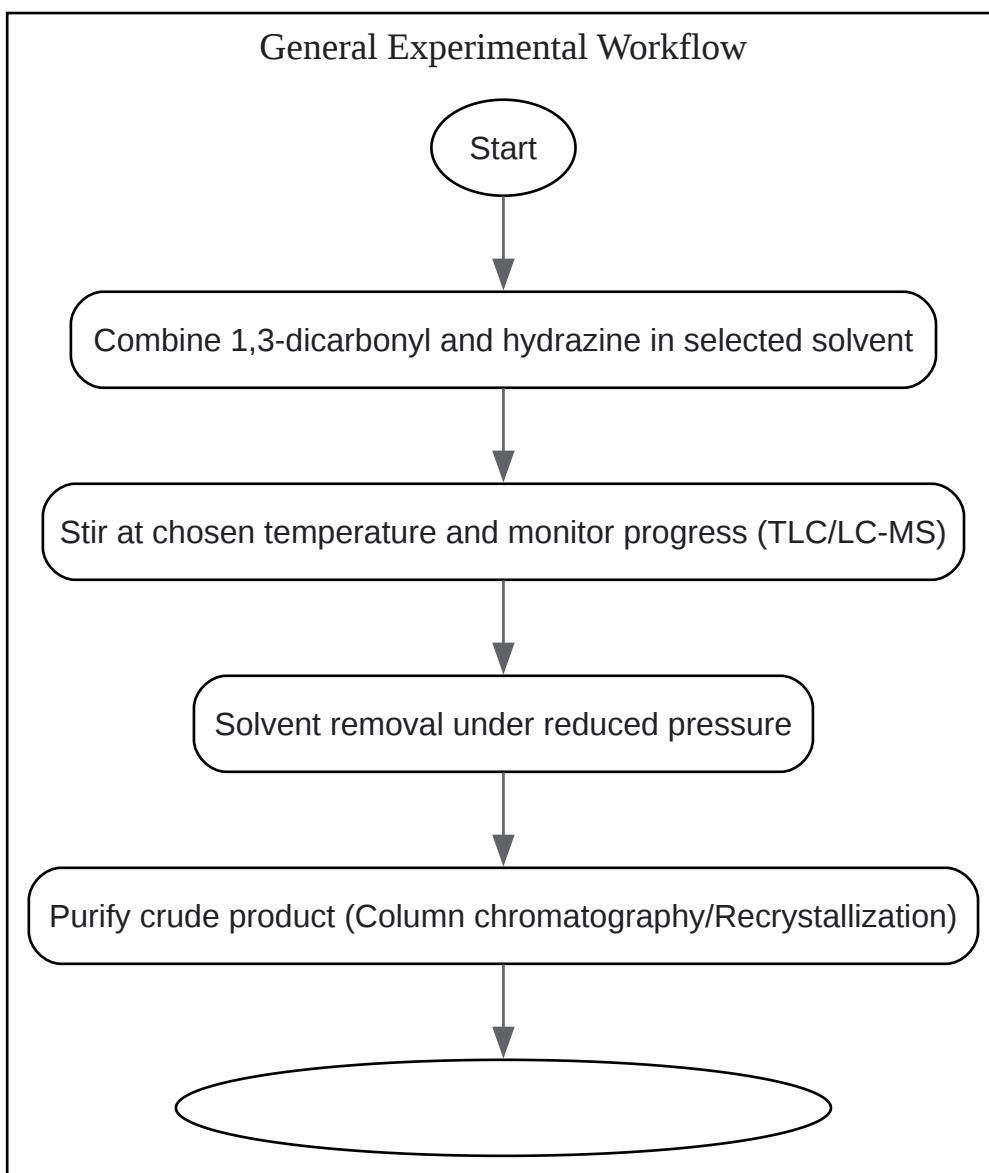 General Experimental Workflow
Start
Combine 1,3-dicarbonyl and hydrazine in selected solvent
Stir at chosen temperature and monitor progress (TLC/LC-MS)
Solvent removal under reduced pressure
Purify crude product (Column chromatography/Recrystallization)